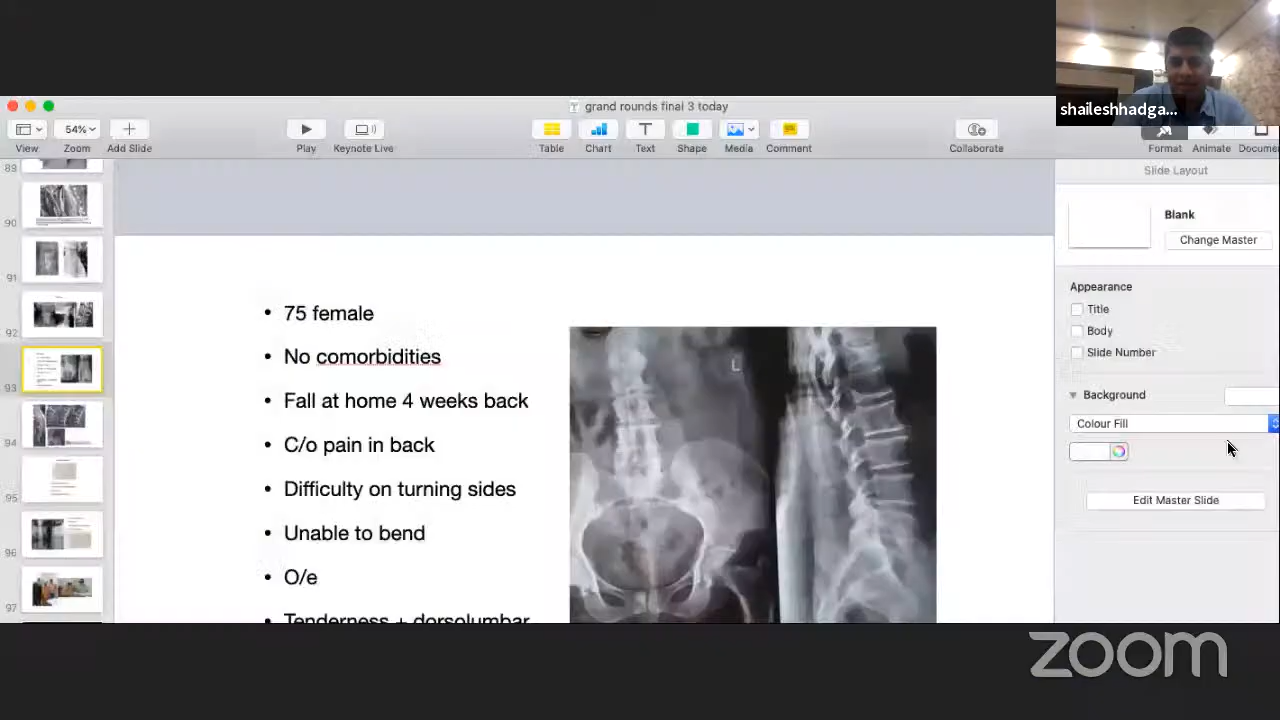 shaileshhadga...
grand rounds final 3 today
54%
View
Zoom
Add Slide
Play
Keynote Live
Table
Chart
Text
Shape
Media
Comment
Collaborate
Format
Animate
Docume
Slide Layout
Blank
Change Master
Appearance
Title
Body
Slide Number
Background
Colour Fill
Edit Master Slide
89
90
91
92
93
94
95
96
97
• 75 female
• No comorbidities
• Fall at home 4 weeks back
• C/o pain in back
• Difficulty on turning sides
• Unable to bend
• O/e
• Tenderness + dorsolumbar
L
zoom